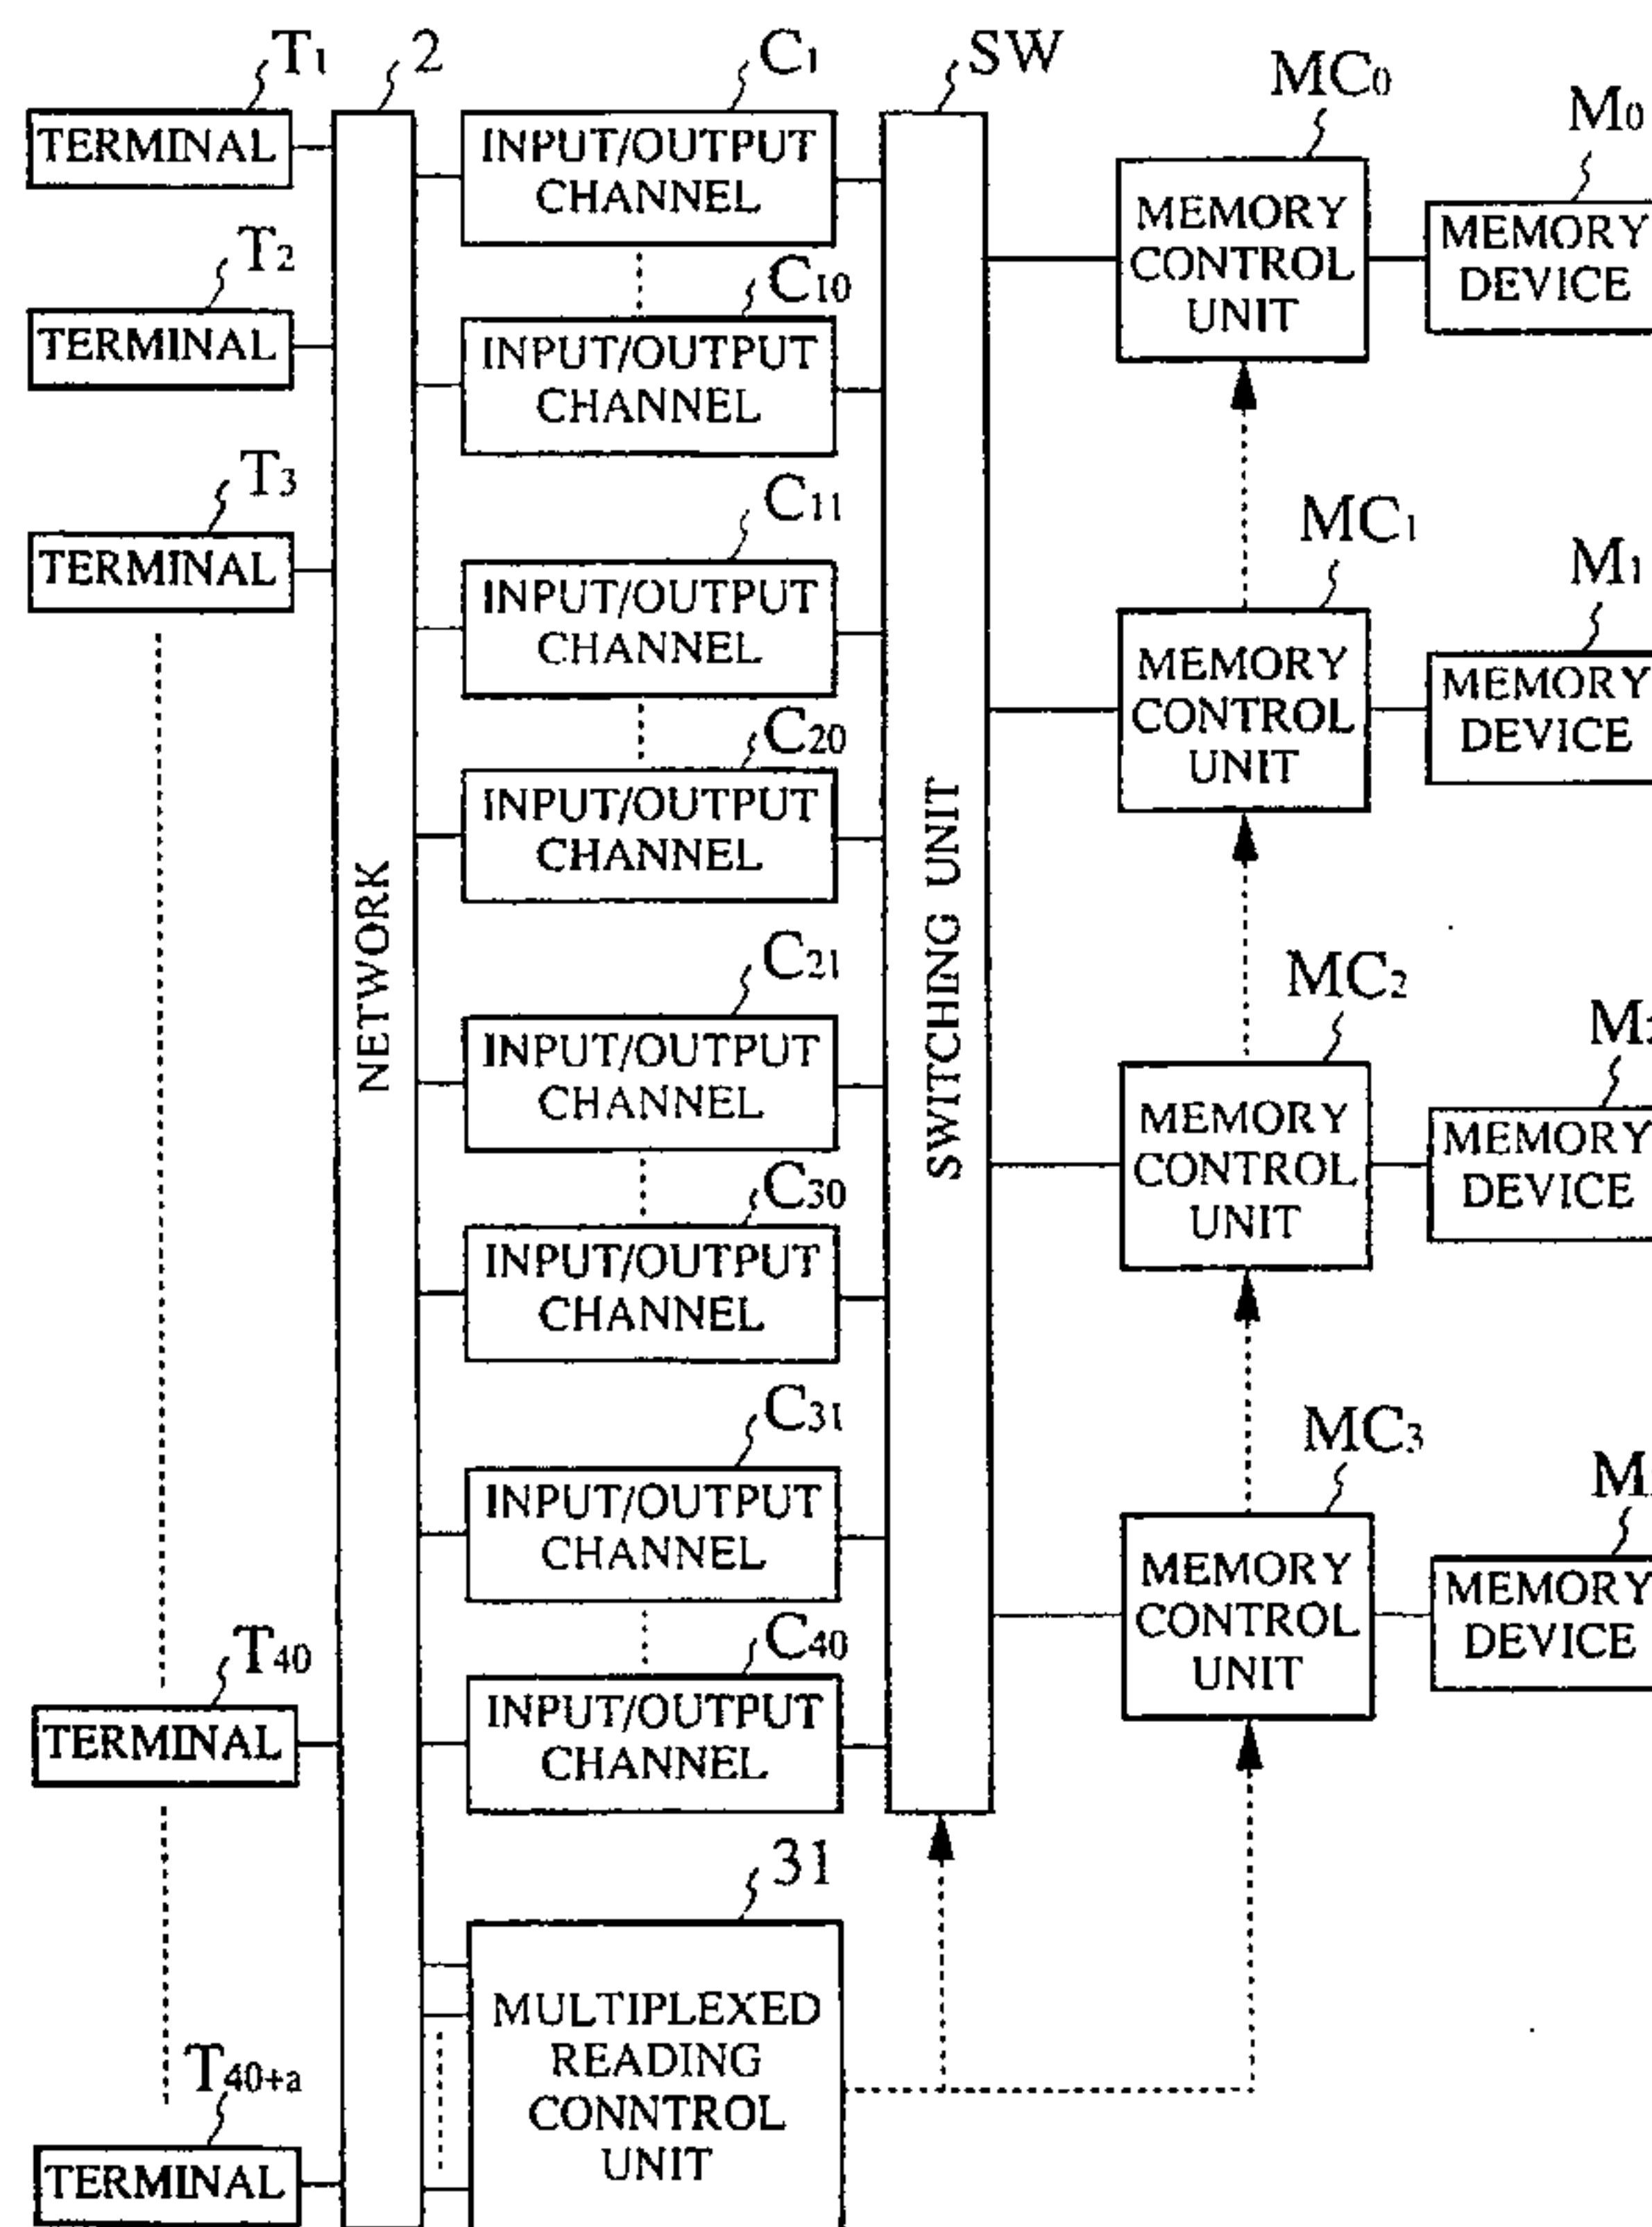 T1
2
C1
SW
MC0
M0
TERMINAL
INPUT/OUTPUT
CHANNEL
MEMORY
CONTROL
UNIT
MEMORY
DEVICE
T2
TERMINAL
C10
INPUT/OUTPUT
CHANNEL
T3
TERMINAL
C11
INPUT/OUTPUT
CHANNEL
MC1
MEMORY
CONTROL
UNIT
M1
MEMORY
DEVICE
C20
INPUT/OUTPUT
CHANNEL
NETWORK
SWITCHING UNIT
C21
INPUT/OUTPUT
CHANNEL
MC2
MEMORY
CONTROL
UNIT
MEMORY
DEVICE
C30
INPUT/OUTPUT
CHANNEL
C31
INPUT/OUTPUT
CHANNEL
MC3
MEMORY
CONTROL
UNIT
MEMORY
DEVICE
T40
TERMINAL
C40
INPUT/OUTPUT
CHANNEL
31
MULTIPLEXED
READING
CONNTROL
UNIT
T40+a
TERMINAL